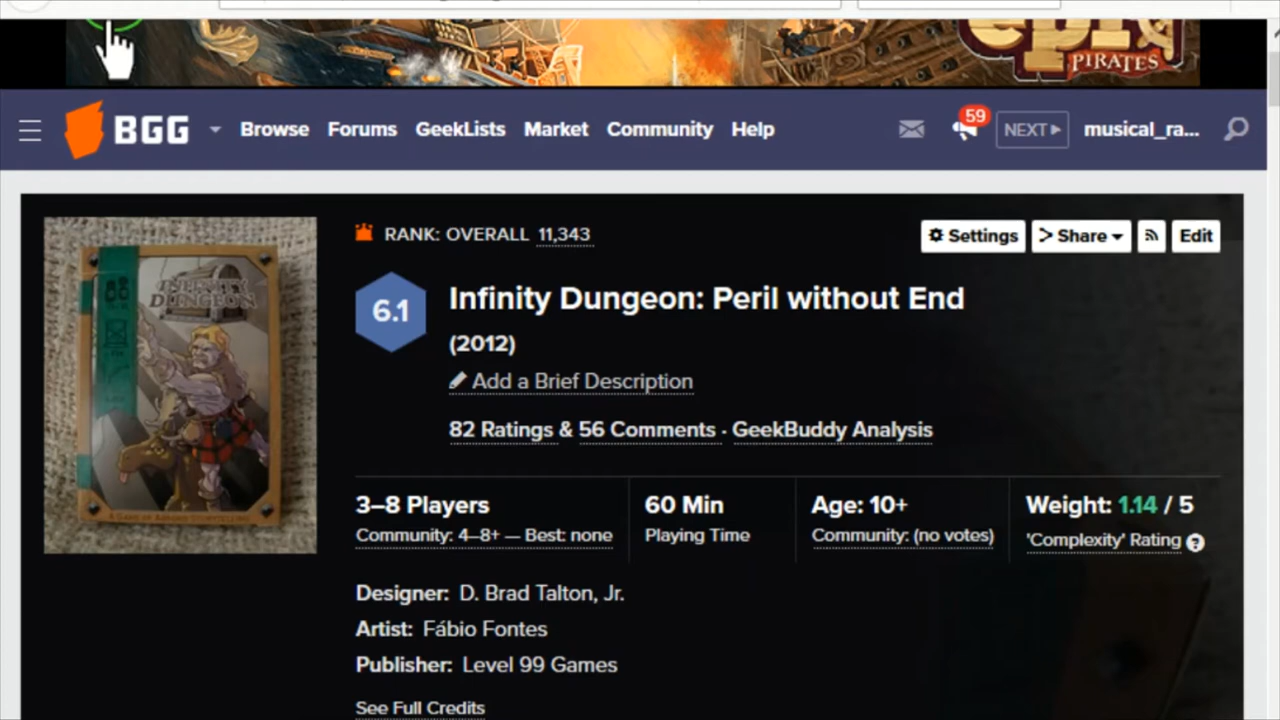 epic
PIRATES
BGG
Browse
Forums
GeekLists
Market
Community
Help
59
NEXT
musical_ra...
RANK: OVERALL 11,343
Settings
Share
Edit
INFINITY
DUNGEON
6.1
Infinity Dungeon: Peril without End
(2012)
Add a Brief Description
82 Ratings & 56 Comments · GeekBuddy Analysis
3–8 Players
Community: 4–8+ — Best: none
60 Min
Playing Time
Age: 10+
Community: (no votes)
Weight: 1.14 / 5
'Complexity' Rating ?
Designer: D. Brad Talton, Jr.
Artist: Fábio Fontes
Publisher: Level 99 Games
See Full Credits